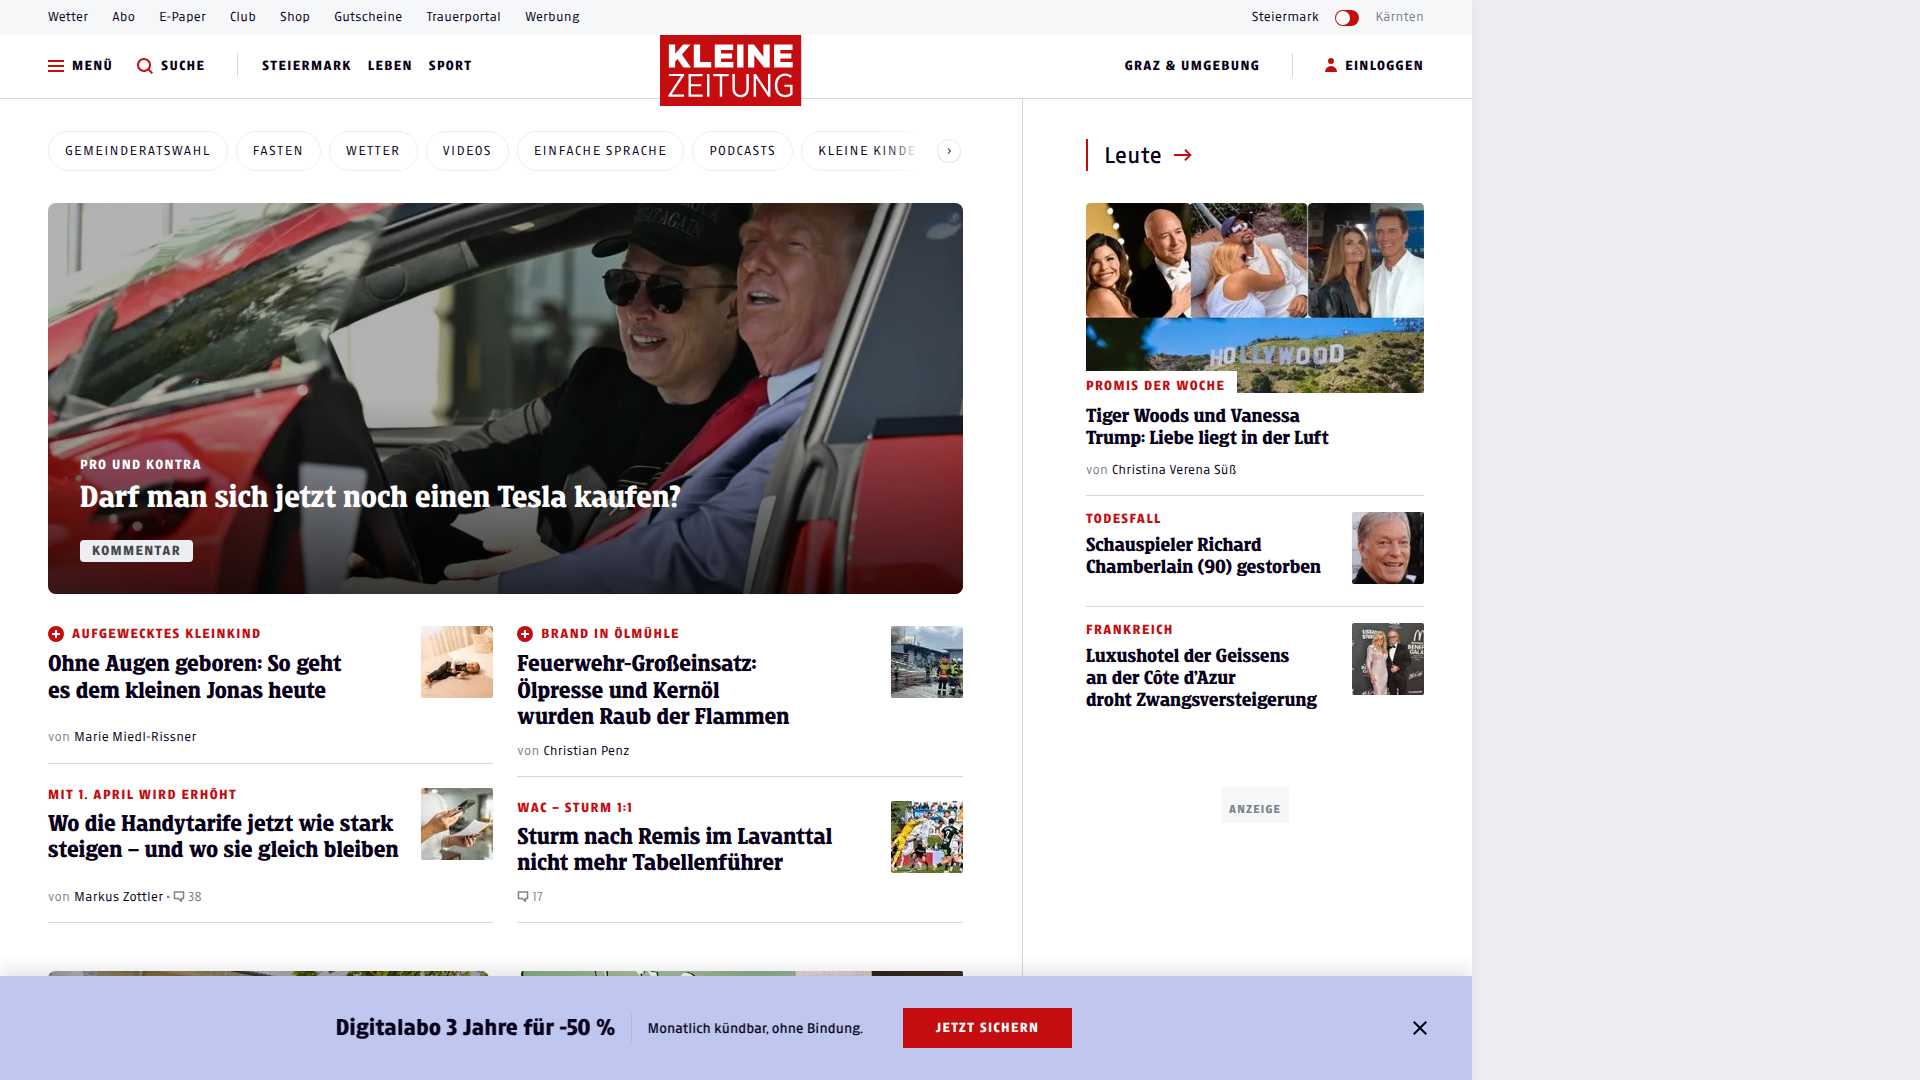 Wetter Abo E-Paper Club Shop Gutscheine Trauerportal Werbung Steiermark Kärnten
MENÜ SUCHE STEIERMARK LEBEN SPORT KLEINE ZEITUNG GRAZ & UMGEBUNG EINLOGGEN
GEMEINDERATSWAHL FASTEN WETTER VIDEOS EINFACHE SPRACHE PODCASTS KLEINE KINDE
PRO UND KONTRA
Darf man sich jetzt noch einen Tesla kaufen?
KOMMENTAR
AUFGEWECKTES KLEINKIND
Ohne Augen geboren: So geht
es dem kleinen Jonas heute
von Marie Miedl-Rissner
BRAND IN ÖLMÜHLE
Feuerwehr-Großeinsatz:
Ölpresse und Kernöl
wurden Raub der Flammen
von Christian Penz
MIT 1. APRIL WIRD ERHÖHT
Wo die Handytarife jetzt wie stark
steigen – und wo sie gleich bleiben
von Markus Zottler • 38
WAC – STURM 1:1
Sturm nach Remis im Lavanttal
nicht mehr Tabellenführer
17
Leute
HOLLYWOOD
PROMIS DER WOCHE
Tiger Woods und Vanessa
Trump: Liebe liegt in der Luft
von Christina Verena Süß
TODESFALL
Schauspieler Richard
Chamberlain (90) gestorben
FRANKREICH
Luxushotel der Geissens
an der Côte d'Azur
droht Zwangsversteigerung
ANZEIGE
Digitalabo 3 Jahre für -50 % Monatlich kündbar, ohne Bindung. JETZT SICHERN